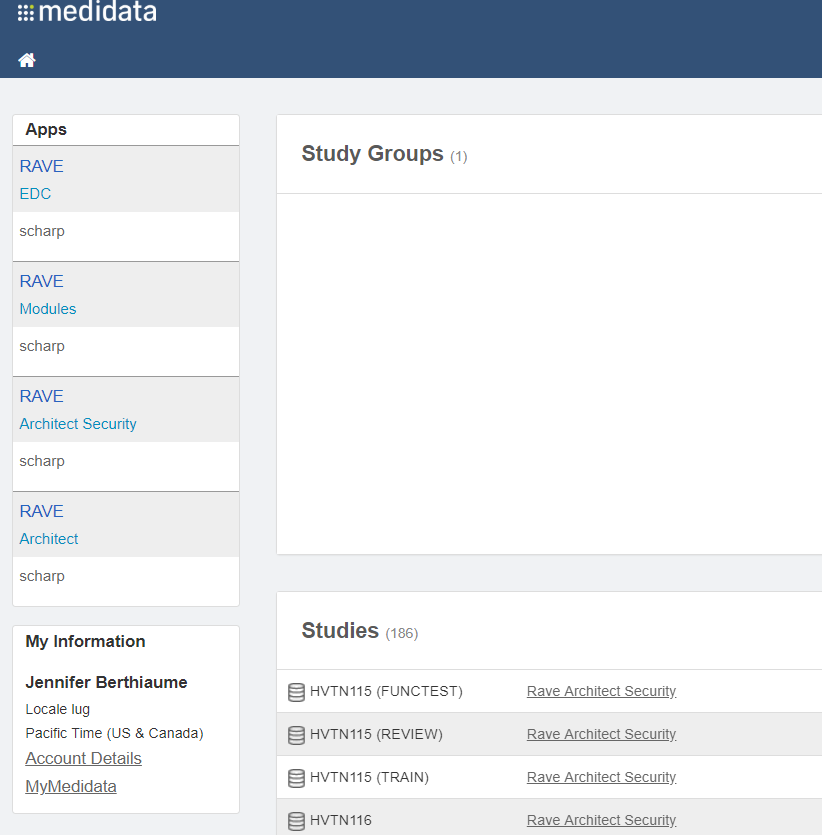 medidata
Apps
RAVE
EDC
scharp
RAVE
Modules
scharp
RAVE
Architect Security
scharp
RAVE
Architect
scharp
My Information
Jennifer Berthiaume
Locale lug
Pacific Time (US & Canada)
Account Details
MyMedidata
Study Groups (1)
Studies (186)
HVTN115 (FUNCTEST) Rave Architect Security
HVTN115 (REVIEW) Rave Architect Security
HVTN115 (TRAIN) Rave Architect Security
HVTN116 Rave Architect Security